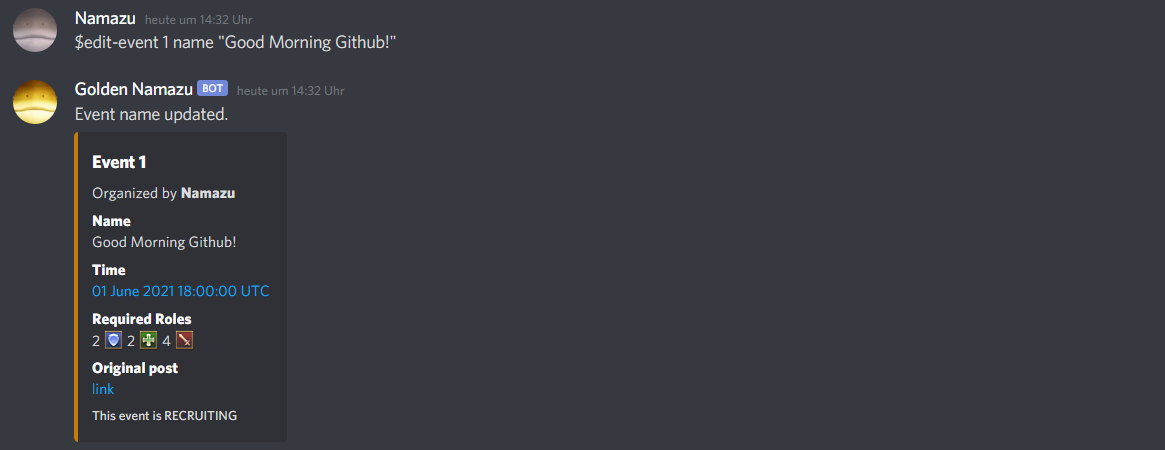 Namazu heute um 14:32 Uhr
$edit-event 1 name "Good Morning Github!"
Golden Namazu BOT heute um 14:32 Uhr
Event name updated.
Event 1
Organized by Namazu
Name
Good Morning Github!
Time
01 June 2021 18:00:00 UTC
Required Roles
2 2 4
Original post
link
This event is RECRUITING